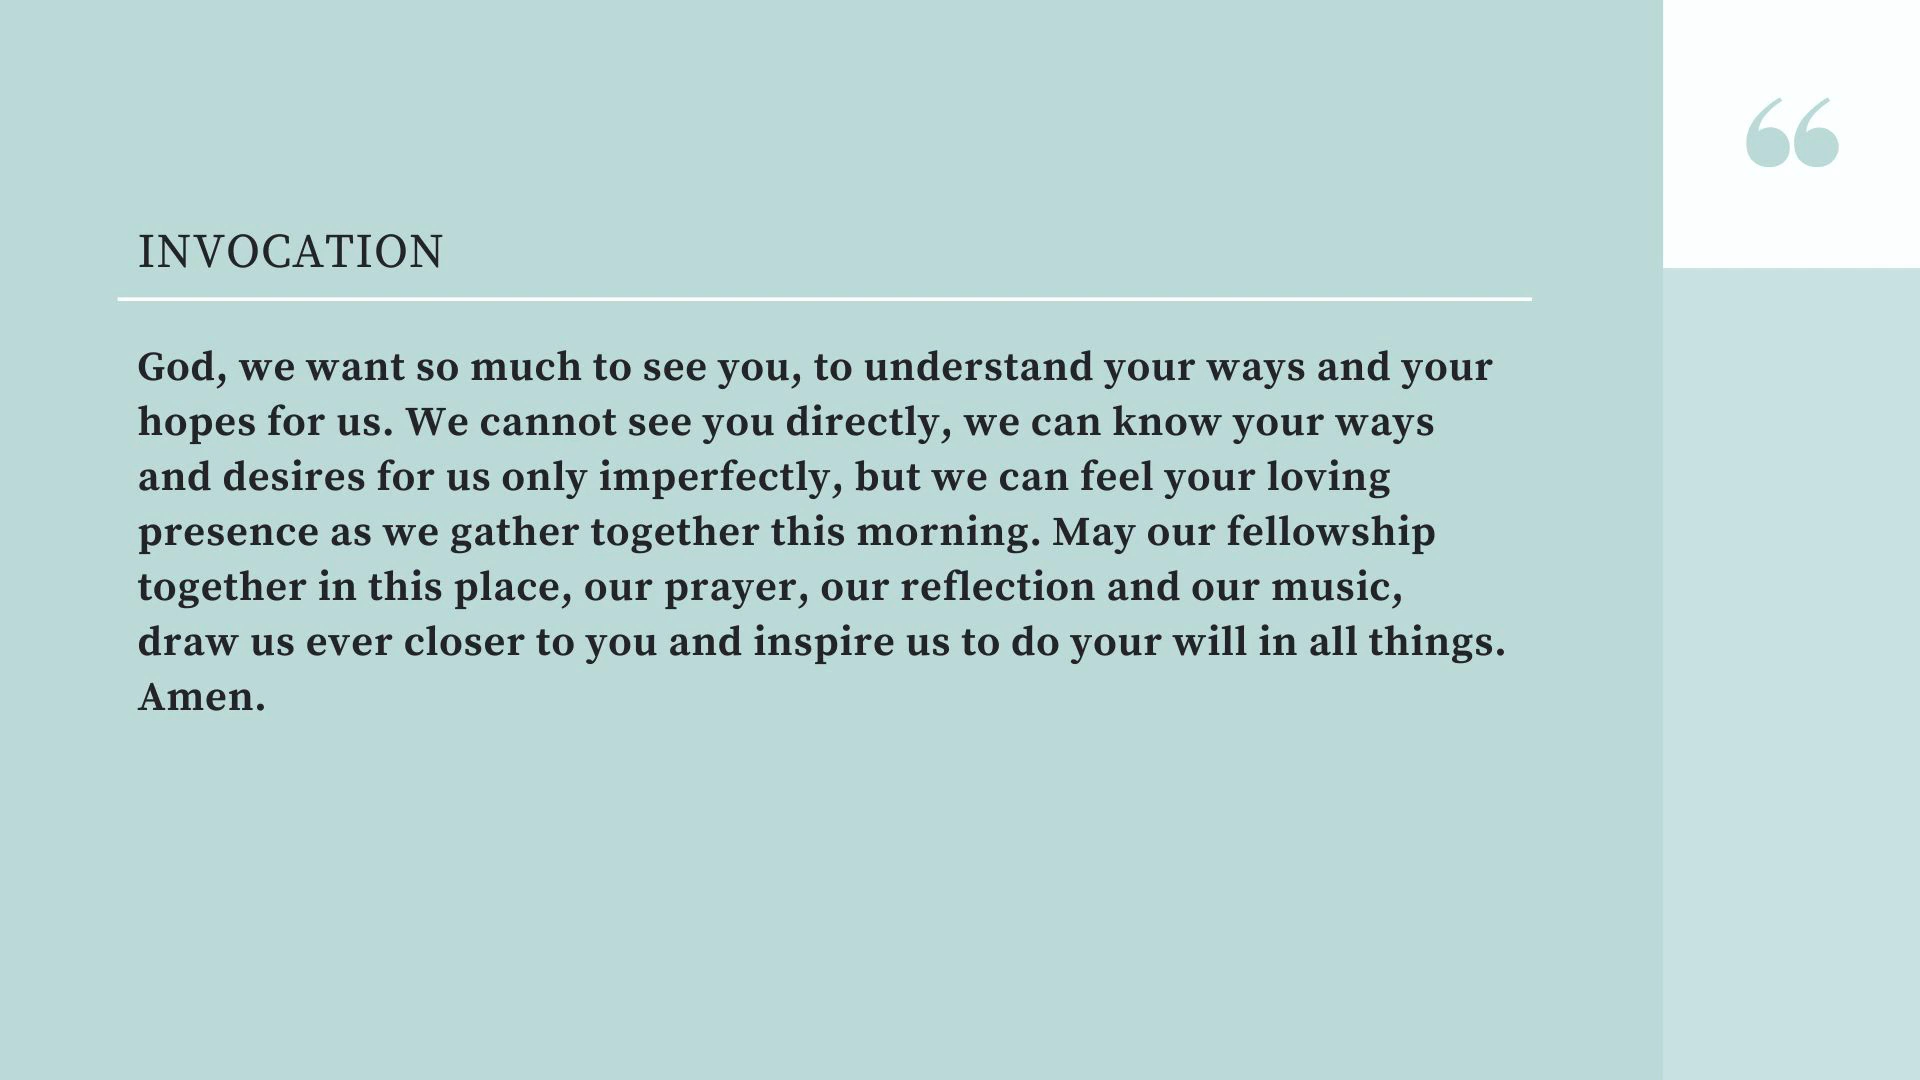 INVOCATION
God, we want so much to see you, to understand your ways and your
hopes for us. We cannot see you directly, we can know your ways
and desires for us only imperfectly, but we can feel your loving
presence as we gather together this morning. May our fellowship
together in this place, our prayer, our reflection and our music,
draw us ever closer to you and inspire us to do your will in all things.
Amen.
“